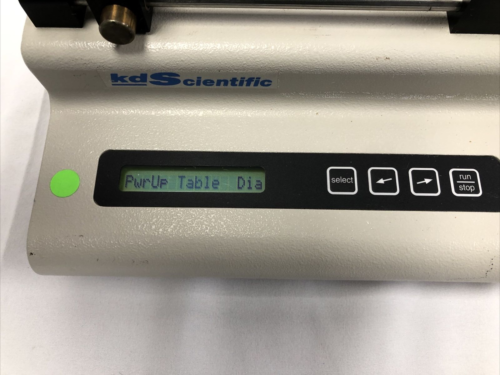 kdScientific
PwrUp Table Dia
select
run
stop